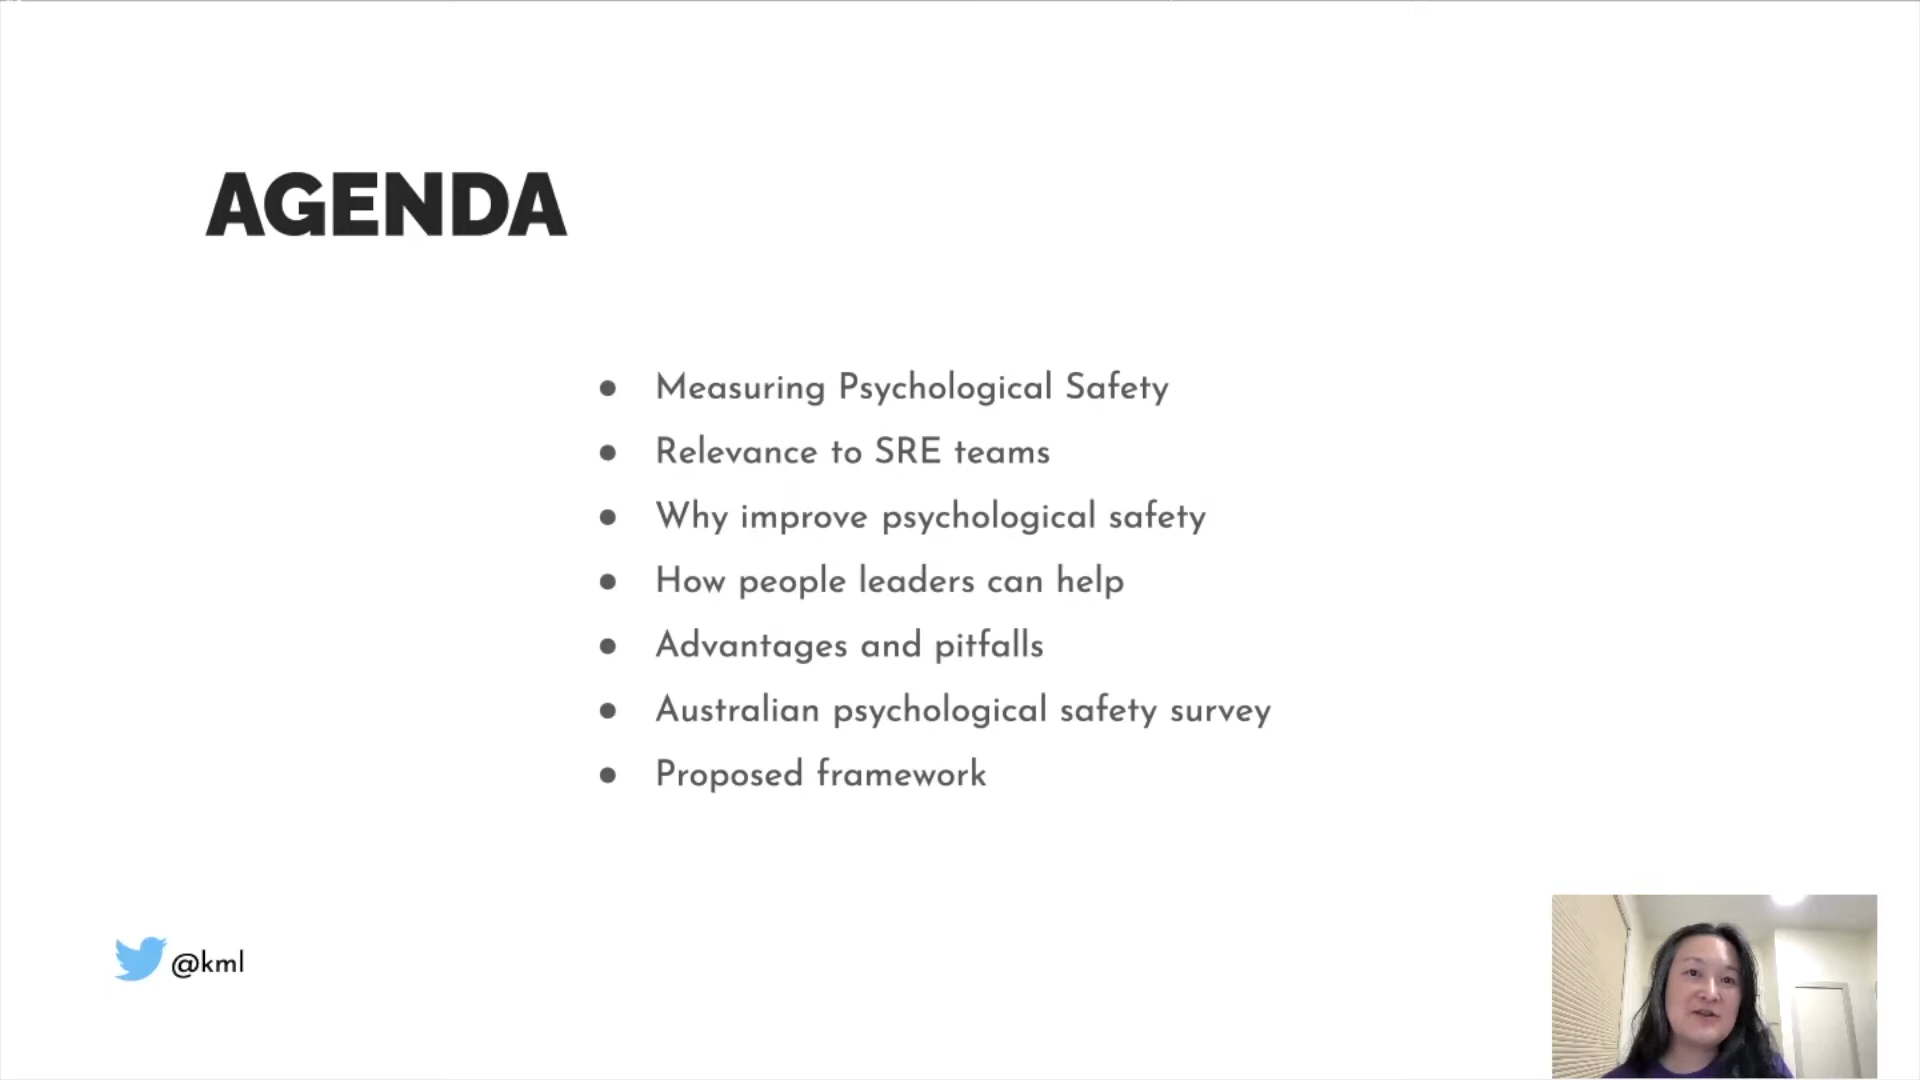 AGENDA
● Measuring Psychological Safety
● Relevance to SRE teams
● Why improve psychological safety
● How people leaders can help
● Advantages and pitfalls
● Australian psychological safety survey
● Proposed framework
@kml